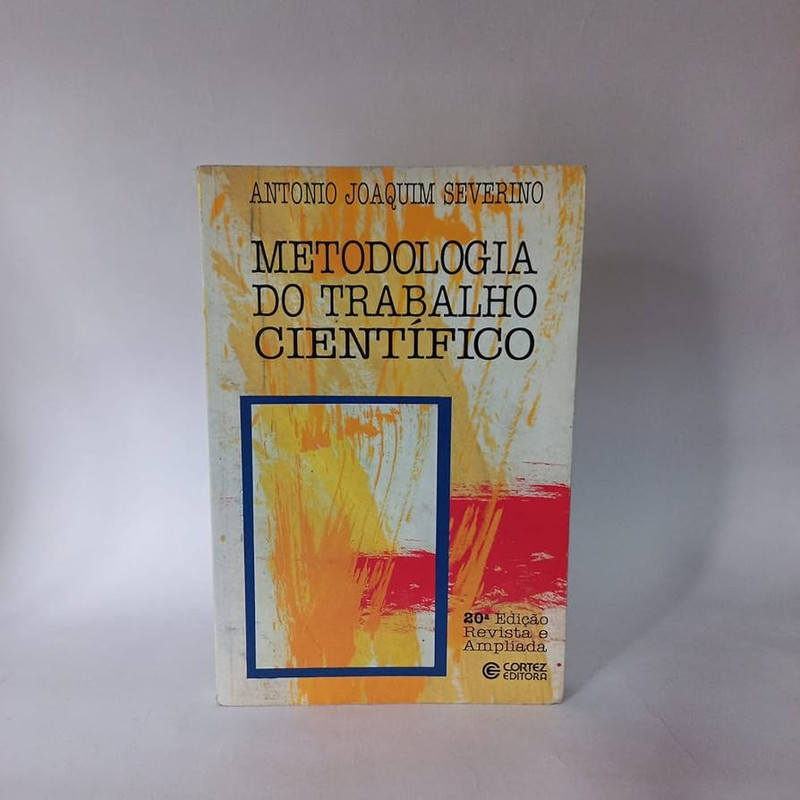 ANTONIO JOAQUIM SEVERINO
METODOLOGIA
DO TRABALHO
CIENTÍFICO
20ª Edição
Revista e
Ampliada
CORTEZ
EDITORA